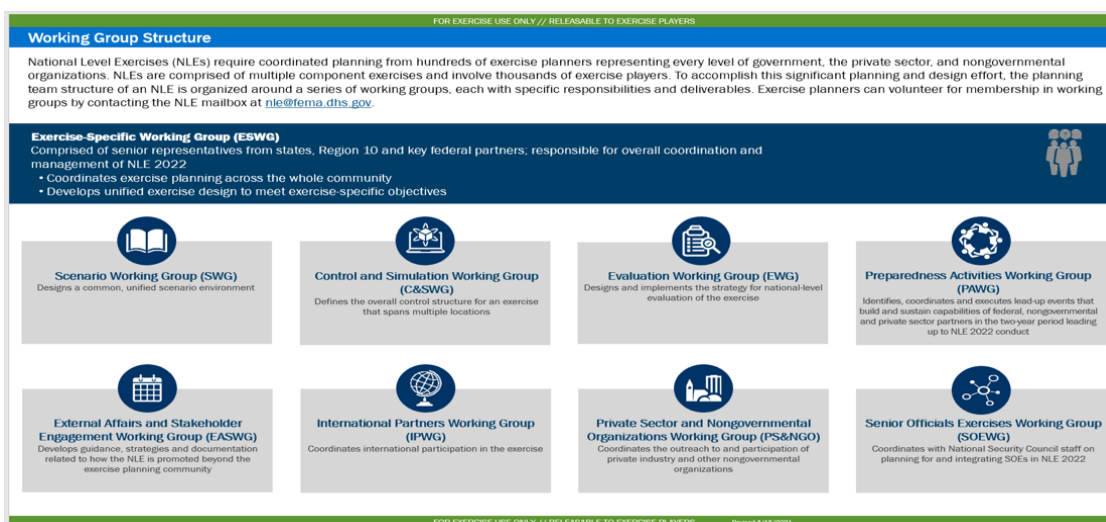 FOR EXERCISE USE ONLY // RELEASABLE TO EXERCISE PLAYERS
Working Group Structure
National Level Exercises (NLEs) require coordinated planning from hundreds of exercise planners representing every level of government, the private sector, and nongovernmental
organizations. NLEs are comprised of multiple component exercises and involve thousands of exercise players. To accomplish this significant planning and design effort, the planning
team structure of an NLE is organized around a series of working groups, each with specific responsibilities and deliverables. Exercise planners can volunteer for membership in working
groups by contacting the NLE mailbox at nle@fema.dhs.gov.
Exercise-Specific Working Group (ESWG)
Comprised of senior representatives from states, Region 10 and key federal partners; responsible for overall coordination and
management of NLE 2022
• Coordinates exercise planning across the whole community
• Develops unified exercise design to meet exercise-specific objectives
Scenario Working Group (SWG)
Designs a common, unified scenario environment
Control and Simulation Working Group
(C&SWG)
Defines the overall control structure for an exercise
that spans multiple locations
Evaluation Working Group (EWG)
Designs and implements the strategy for national-level
evaluation of the exercise
Preparedness Activities Working Group
(PAWG)
Identifies, coordinates and executes lead-up events that
build and sustain capabilities of federal, nongovernmental
and private sector partners in the two-year period leading
up to NLE 2022 conduct
External Affairs and Stakeholder
Engagement Working Group (EASWG)
Develops guidance, strategies and documentation
related to how the NLE is promoted beyond the
exercise planning community
International Partners Working Group
(IPWG)
Coordinates international participation in the exercise
Private Sector and Nongovernmental
Organizations Working Group (PS&NGO)
Coordinates the outreach to and participation of
private industry and other nongovernmental
organizations
Senior Officials Exercises Working Group
(SOEWG)
Coordinates with National Security Council staff on
planning for and integrating SOEs in NLE 2022
FOR EXERCISE USE ONLY // RELEASABLE TO EXERCISE PLAYERS